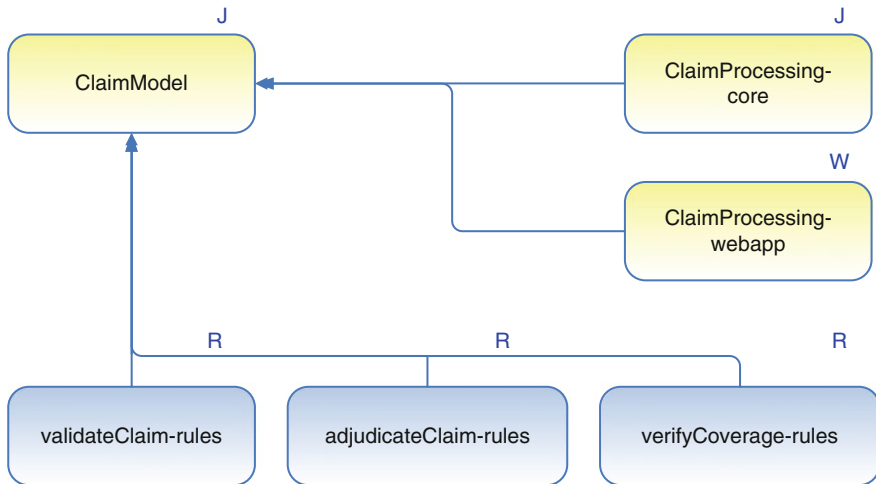 J
J
ClaimModel
ClaimProcessing-
core
W
ClaimProcessing-
webapp
R
R
R
validateClaim-rules
adjudicateClaim-rules
verifyCoverage-rules